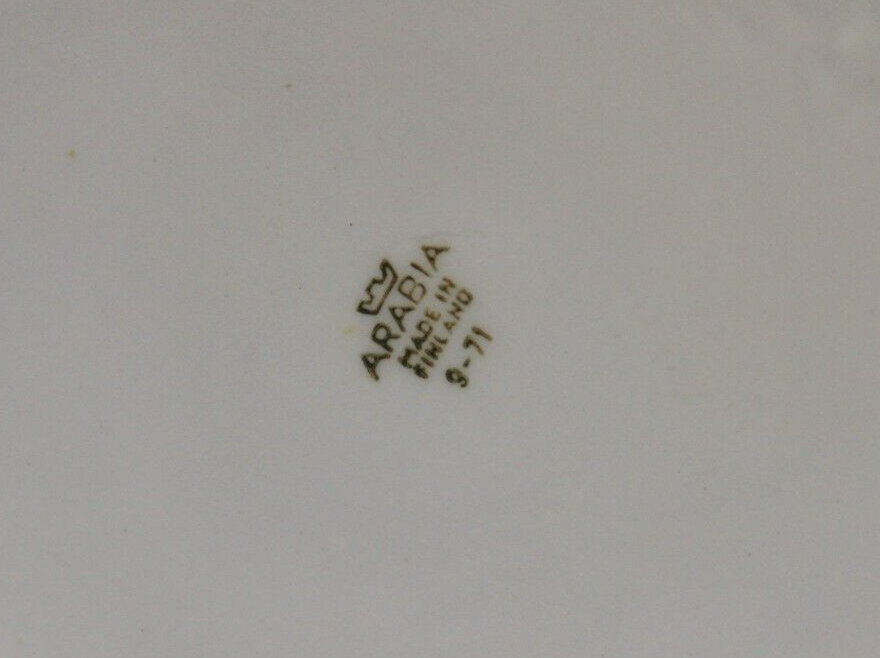 ARABIA
MADE IN
FINLAND
9-71